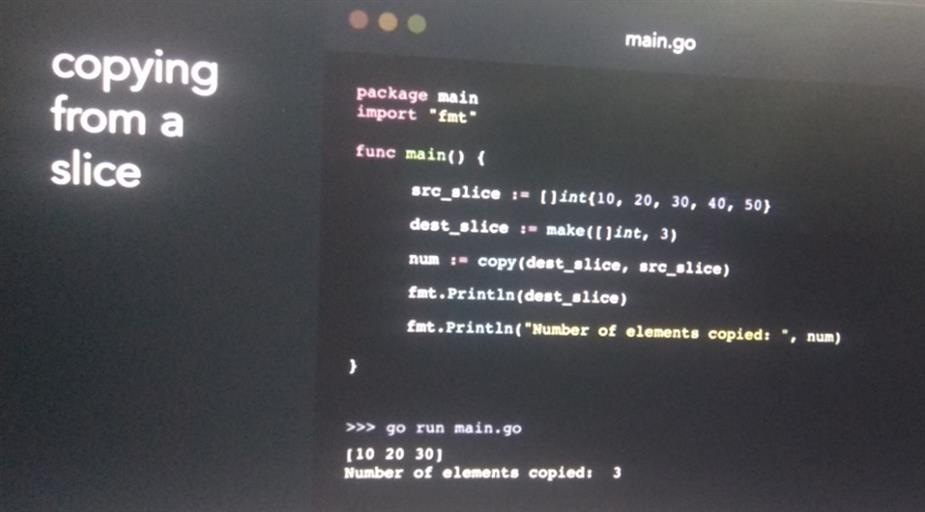 copying
from a
slice
main.go
package main
import "fmt"
func main() {
src_slice := []int{10, 20, 30, 40, 50}
dest_slice := make([]int, 3)
num := copy(dest_slice, src_slice)
fmt.Println(dest_slice)
fmt.Println("Number of elements copied: ", num)
}
>>> go run main.go
[10 20 30]
Number of elements copied:  3